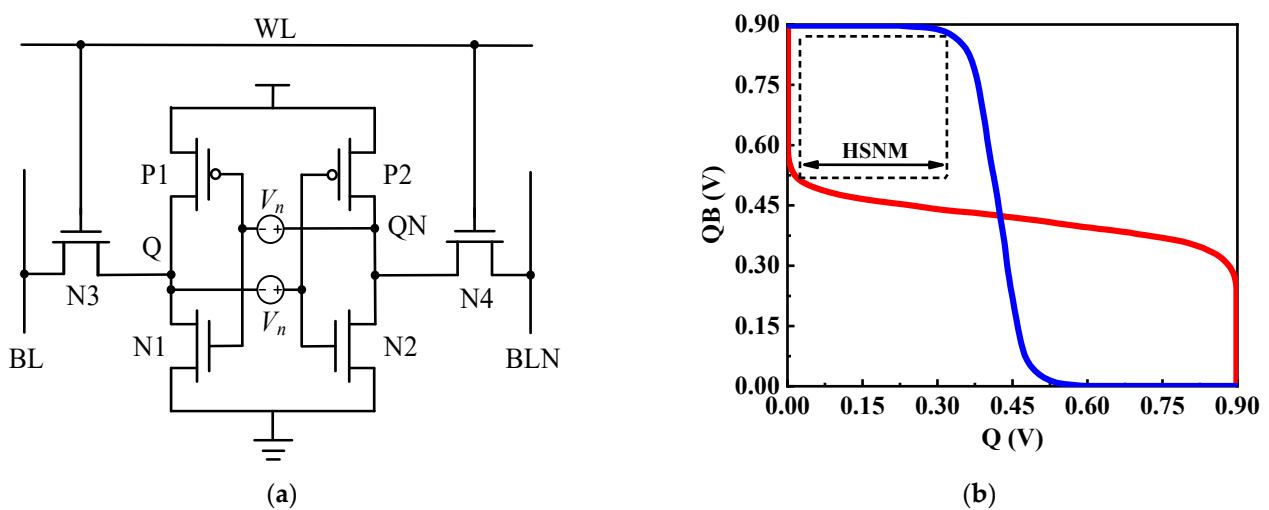 WL
P1
P2
Vn
QN
Q
N3
N4
Vn
N1
N2
BL
BLN
(a)
0.90
0.75
0.60
0.45
0.30
0.15
0.00
QB (V)
HSNM
0.00 0.15 0.30 0.45 0.60 0.75 0.90
Q (V)
(b)